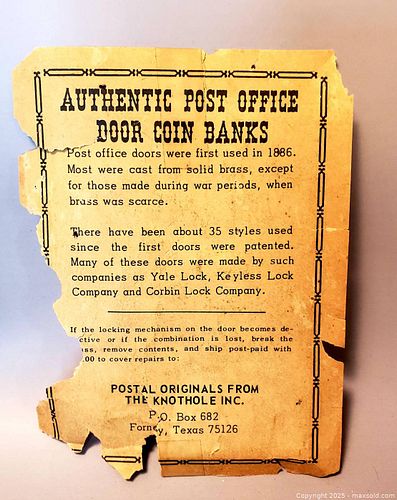 AUTHENTIC POST OFFICE
DOOR COIN BANKS
Post office doors were first used in 1886.
Most were cast from solid brass, except
for those made during war periods, when
brass was scarce.
There have been about 35 styles used
since the first doors were patented.
Many of these doors were made by such
companies as Yale Lock, Keyless Lock
Company and Corbin Lock Company.
If the locking mechanism on the door becomes de-
ctive or if the combination is lost, break the
ss, remove contents, and ship post-paid with
.00 to cover repairs to:
POSTAL ORIGINALS FROM
THE KNOTHOLE INC.
P.O. Box 682
Forney, Texas 75126
Copyright 2025 - maxsold.com